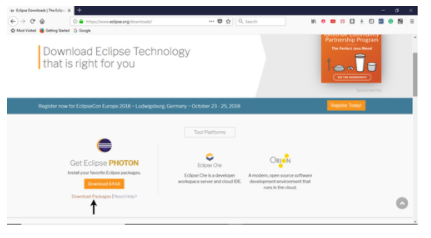 Eclipse Downloads | The Eclip
https://www.eclipse.org/downloads/
Search
Most Visited Getting Started Google
Download Eclipse Technology
that is right for you
Partnership Program
The Perfect Java Blend
Register now for EclipseCon Europe 2018 - Ludwigsburg, Germany - October 23 - 25, 2018
Register Today!
Tool Platforms
Get Eclipse PHOTON
Install your favorite Eclipse packages.
Download 64 bit
Download Packages | Need Help?
Eclipse Che
Eclipse Che is a developer
workspace server and cloud IDE.
ORION
A modern, open source software
development environment that
runs in the cloud.